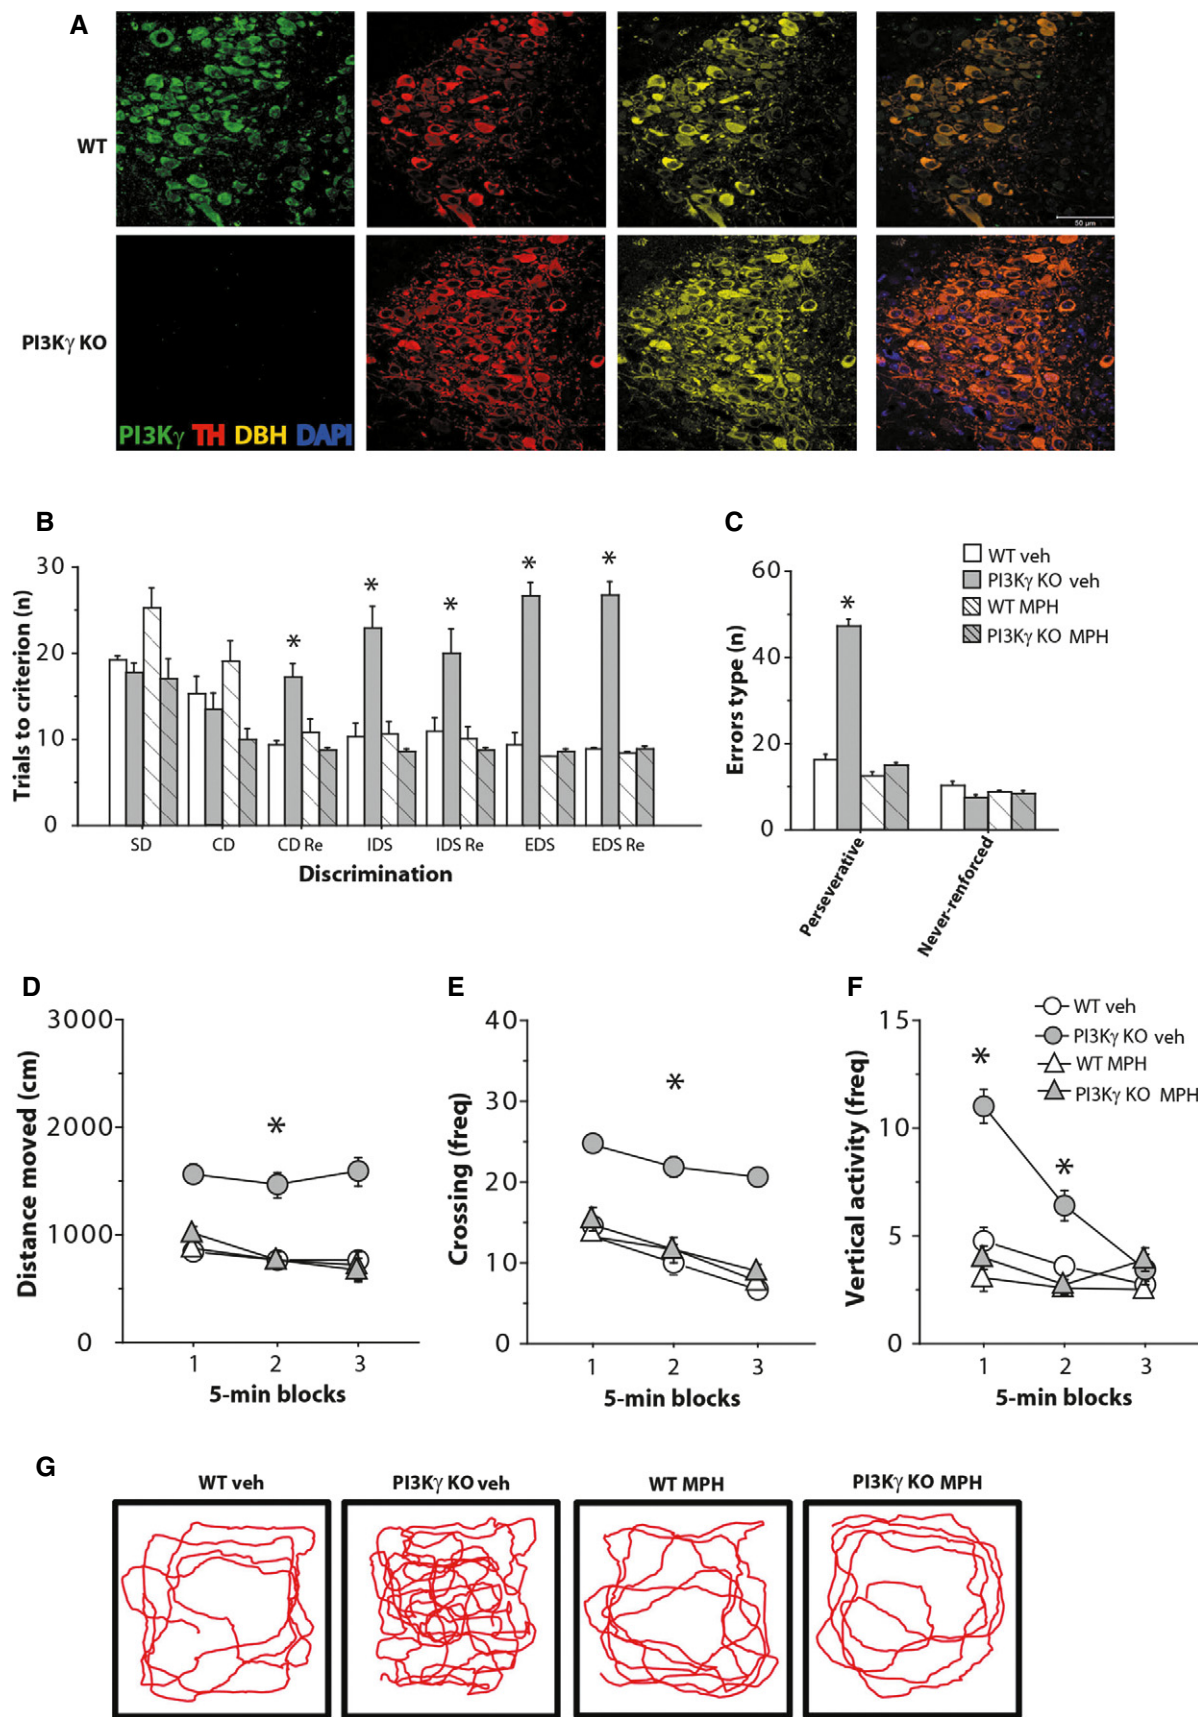 A
WT
50 µm
PI3Kγ KO
PI3Kγ TH DBH DAPI
B
Trials to criterion (n)
30
20
10
0
*
*
*
*
*
SD CD CD Re IDS IDS Re EDS EDS Re
Discrimination
C
Errors type (n)
60
40
20
0
*
Perseverative
Never-renforced
WT veh
PI3Kγ KO veh
WT MPH
PI3Kγ KO MPH
D
Distance moved (cm)
3000
2000
1000
0
*
1 2 3
5-min blocks
E
Crossing (freq)
40
30
20
10
0
*
1 2 3
5-min blocks
F
Vertical activity (freq)
15
10
5
0
*
*
1 2 3
5-min blocks
WT veh
PI3Kγ KO veh
WT MPH
PI3Kγ KO MPH
G
WT veh
PI3Kγ KO veh
WT MPH
PI3Kγ KO MPH